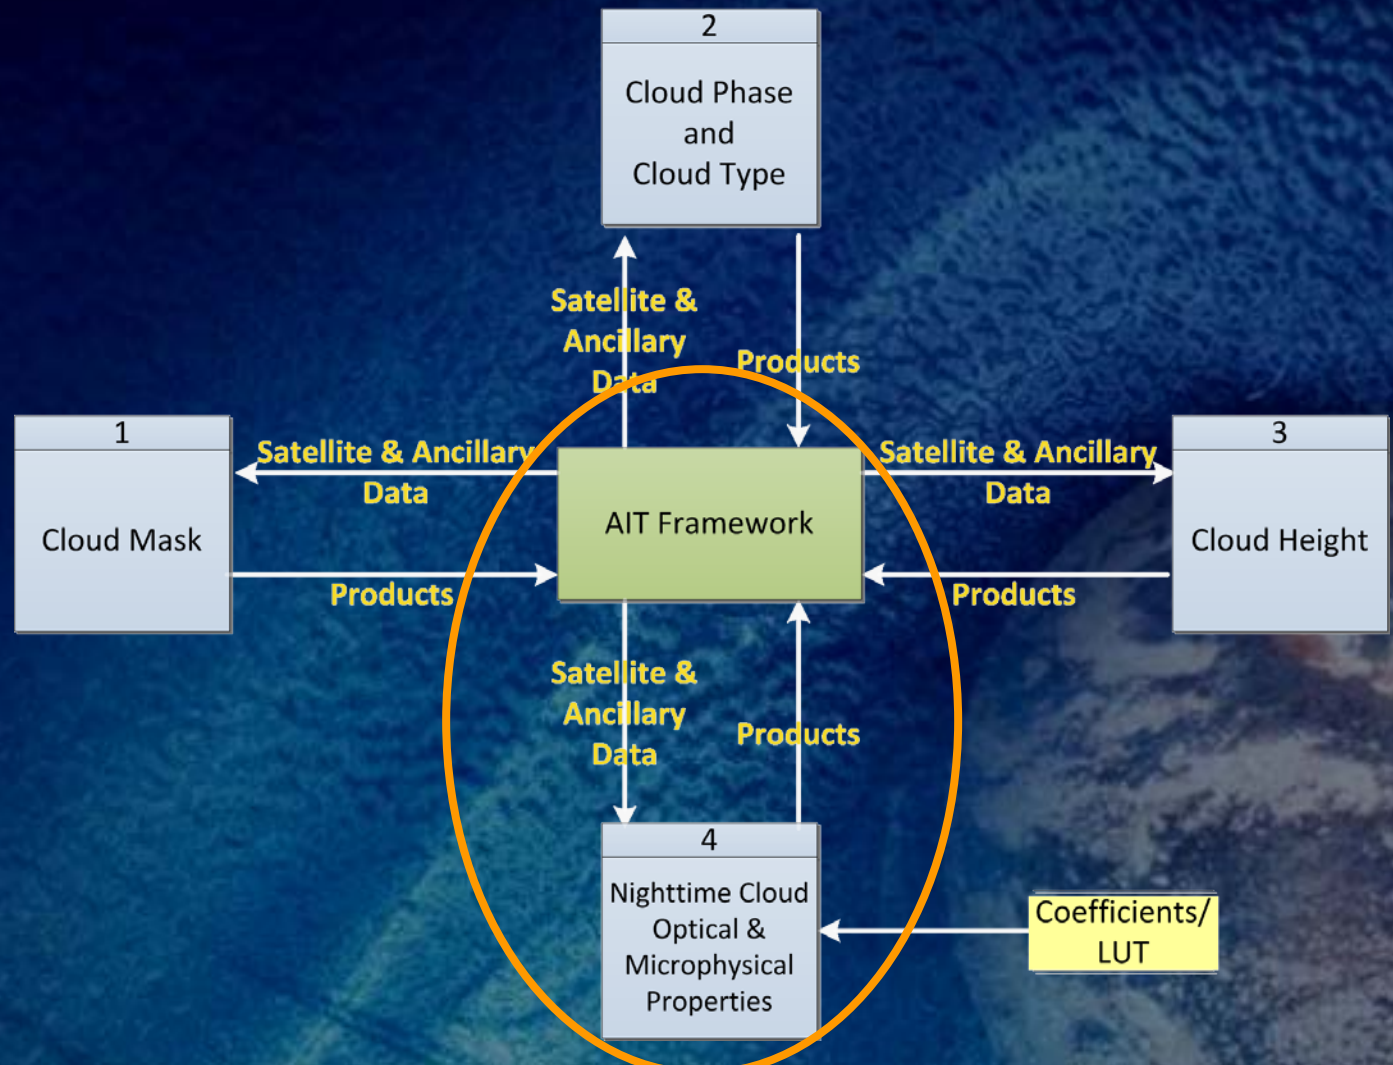 2
Cloud Phase
and
Cloud Type
Satellite &
Ancillary
Data
Products
1
Cloud Mask
Satellite & Ancillary
Data
Products
AIT Framework
Satellite & Ancillary
Data
Products
3
Cloud Height
Satellite &
Ancillary
Data
Products
4
Nighttime Cloud
Optical &
Microphysical
Properties
Coefficients/
LUT